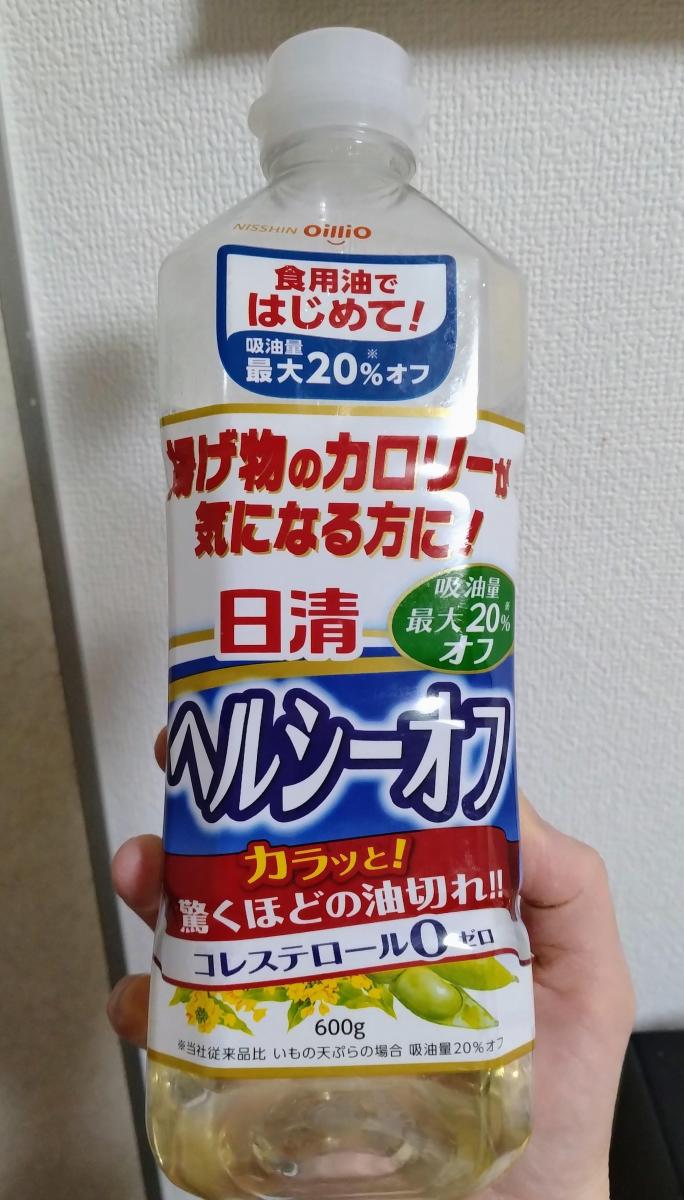 NISSHIN OilliO
食用油で
はじめて!
吸油量
最大20%※オフ
揚げ物のカロリーが
気になる方に!
日清
吸油量
最大20%※
オフ
ヘルシーオフ
カラッと!
驚くほどの油切れ!!
コレステロール0ゼロ
600g
※当社従来品比 いもの天ぷらの場合 吸油量20%オフ